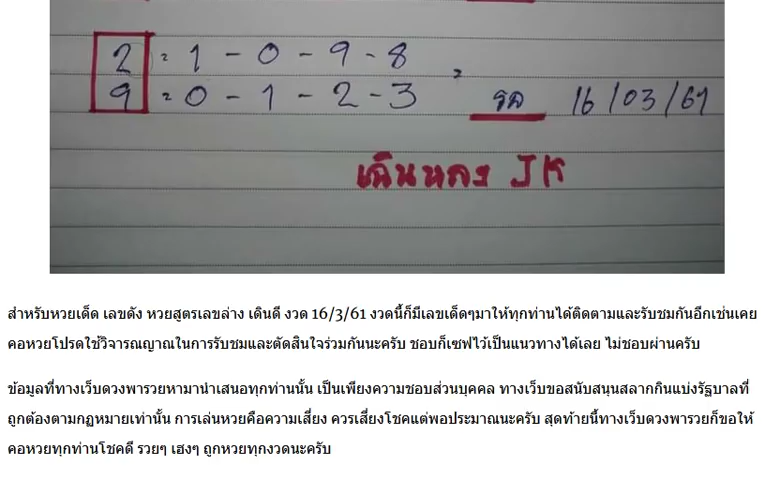 2 = 1 - 0 - 9 - 8
9 = 0 - 1 - 2 - 3 = รล 16/03/61
JK
สำหรับหวยเด็ด เลขดัง หวยสูตรเลขล่าง เดินดี งวด 16/3/61 งวดนี้ก็มีเลขเด็ดๆมาให้ทุกท่านได้ติดตามและรับชมกันอีกเช่นเคย
คอหวยโปรดใช้วิจารณญาณในการรับชมและตัดสินใจร่วมกันนะครับ ชอบก็เซฟไว้เป็นแนวทางได้เลย ไม่ชอบผ่านครับ
ข้อมูลที่ทางเว็บดวงพารวยหามานำเสนอทุกท่านนั้น เป็นเพียงความชอบส่วนบุคคล ทางเว็บขอสนับสนุนสลากกินแบ่งรัฐบาลที่
ถูกต้องตามกฏหมายเท่านั้น การเล่นหวยคือความเสี่ยง ควรเสี่ยงโชคแต่พอประมาณนะครับ สุดท้ายนี้ทางเว็บดวงพารวยก็ขอให้
คอหวยทุกท่านโชคดี รวยๆ เฮงๆ ถูกหวยทุกงวดนะครับ